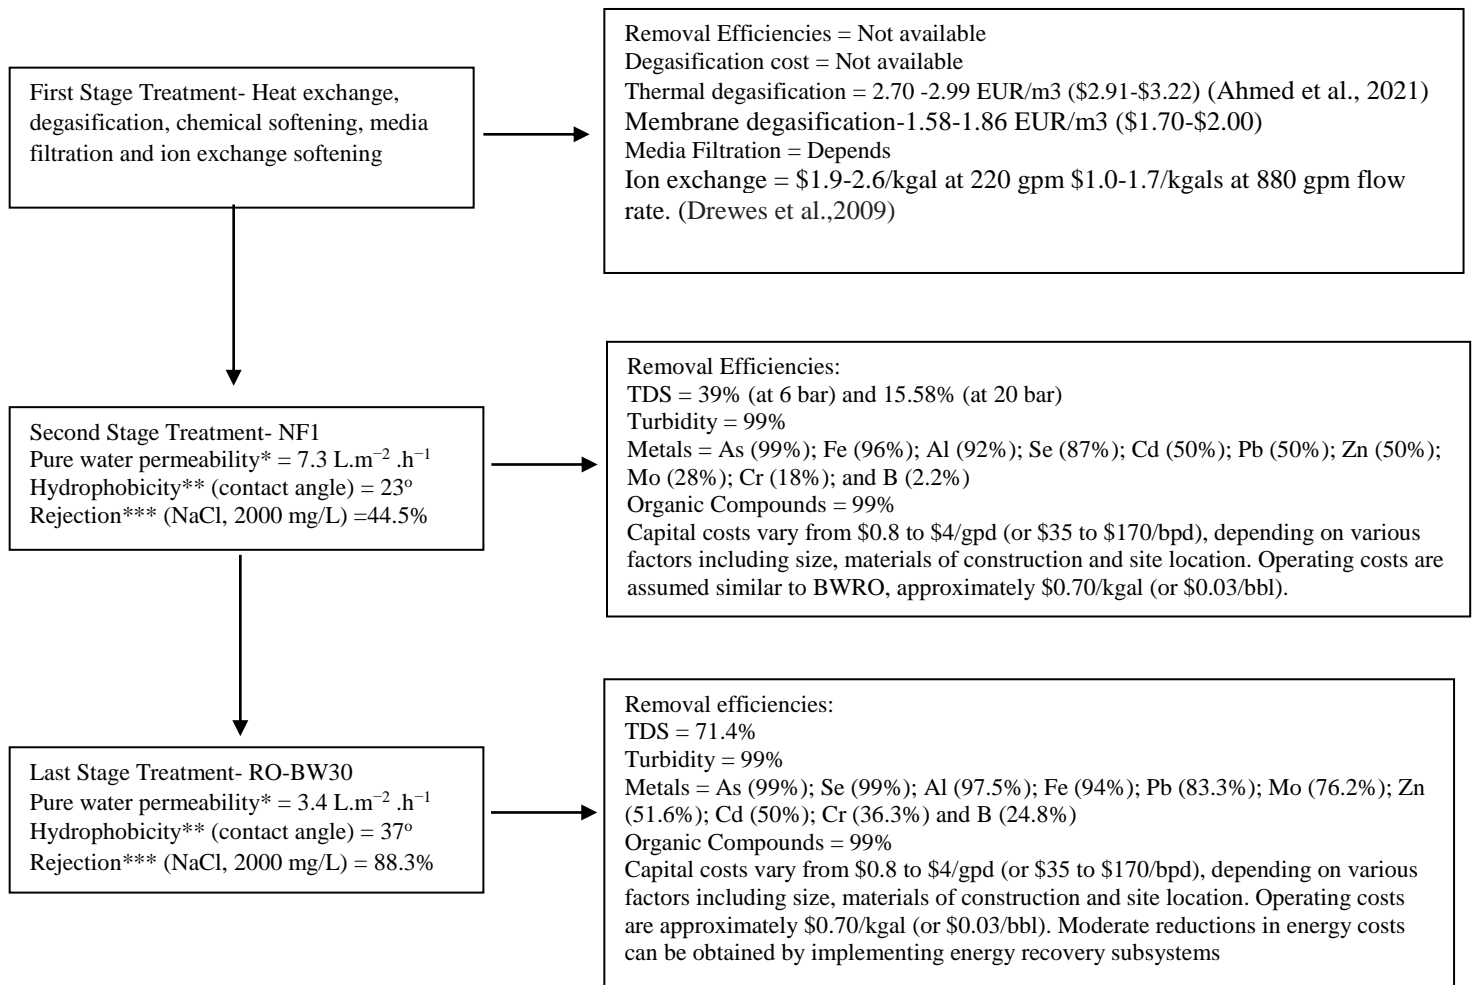 First Stage Treatment- Heat exchange,
degasification, chemical softening, media
filtration and ion exchange softening
Removal Efficiencies = Not available
Degasification cost = Not available
Thermal degasification = 2.70 -2.99 EUR/m3 ($2.91-$3.22) (Ahmed et al., 2021)
Membrane degasification-1.58-1.86 EUR/m3 ($1.70-$2.00)
Media Filtration = Depends
Ion exchange = $1.9-2.6/kgal at 220 gpm $1.0-1.7/kgals at 880 gpm flow
rate. (Drewes et al.,2009)
Second Stage Treatment- NF1
Pure water permeability* = 7.3 L.m⁻² .h⁻¹
Hydrophobicity** (contact angle) = 23º
Rejection*** (NaCl, 2000 mg/L) =44.5%
Removal Efficiencies:
TDS = 39% (at 6 bar) and 15.58% (at 20 bar)
Turbidity = 99%
Metals = As (99%); Fe (96%); Al (92%); Se (87%); Cd (50%); Pb (50%); Zn (50%);
Mo (28%); Cr (18%); and B (2.2%)
Organic Compounds = 99%
Capital costs vary from $0.8 to $4/gpd (or $35 to $170/bpd), depending on various
factors including size, materials of construction and site location. Operating costs are
assumed similar to BWRO, approximately $0.70/kgal (or $0.03/bbl).
Last Stage Treatment- RO-BW30
Pure water permeability* = 3.4 L.m⁻² .h⁻¹
Hydrophobicity** (contact angle) = 37º
Rejection*** (NaCl, 2000 mg/L) = 88.3%
Removal efficiencies:
TDS = 71.4%
Turbidity = 99%
Metals = As (99%); Se (99%); Al (97.5%); Fe (94%); Pb (83.3%); Mo (76.2%); Zn
(51.6%); Cd (50%); Cr (36.3%) and B (24.8%)
Organic Compounds = 99%
Capital costs vary from $0.8 to $4/gpd (or $35 to $170/bpd), depending on various
factors including size, materials of construction and site location. Operating costs
are approximately $0.70/kgal (or $0.03/bbl). Moderate reductions in energy costs
can be obtained by implementing energy recovery subsystems